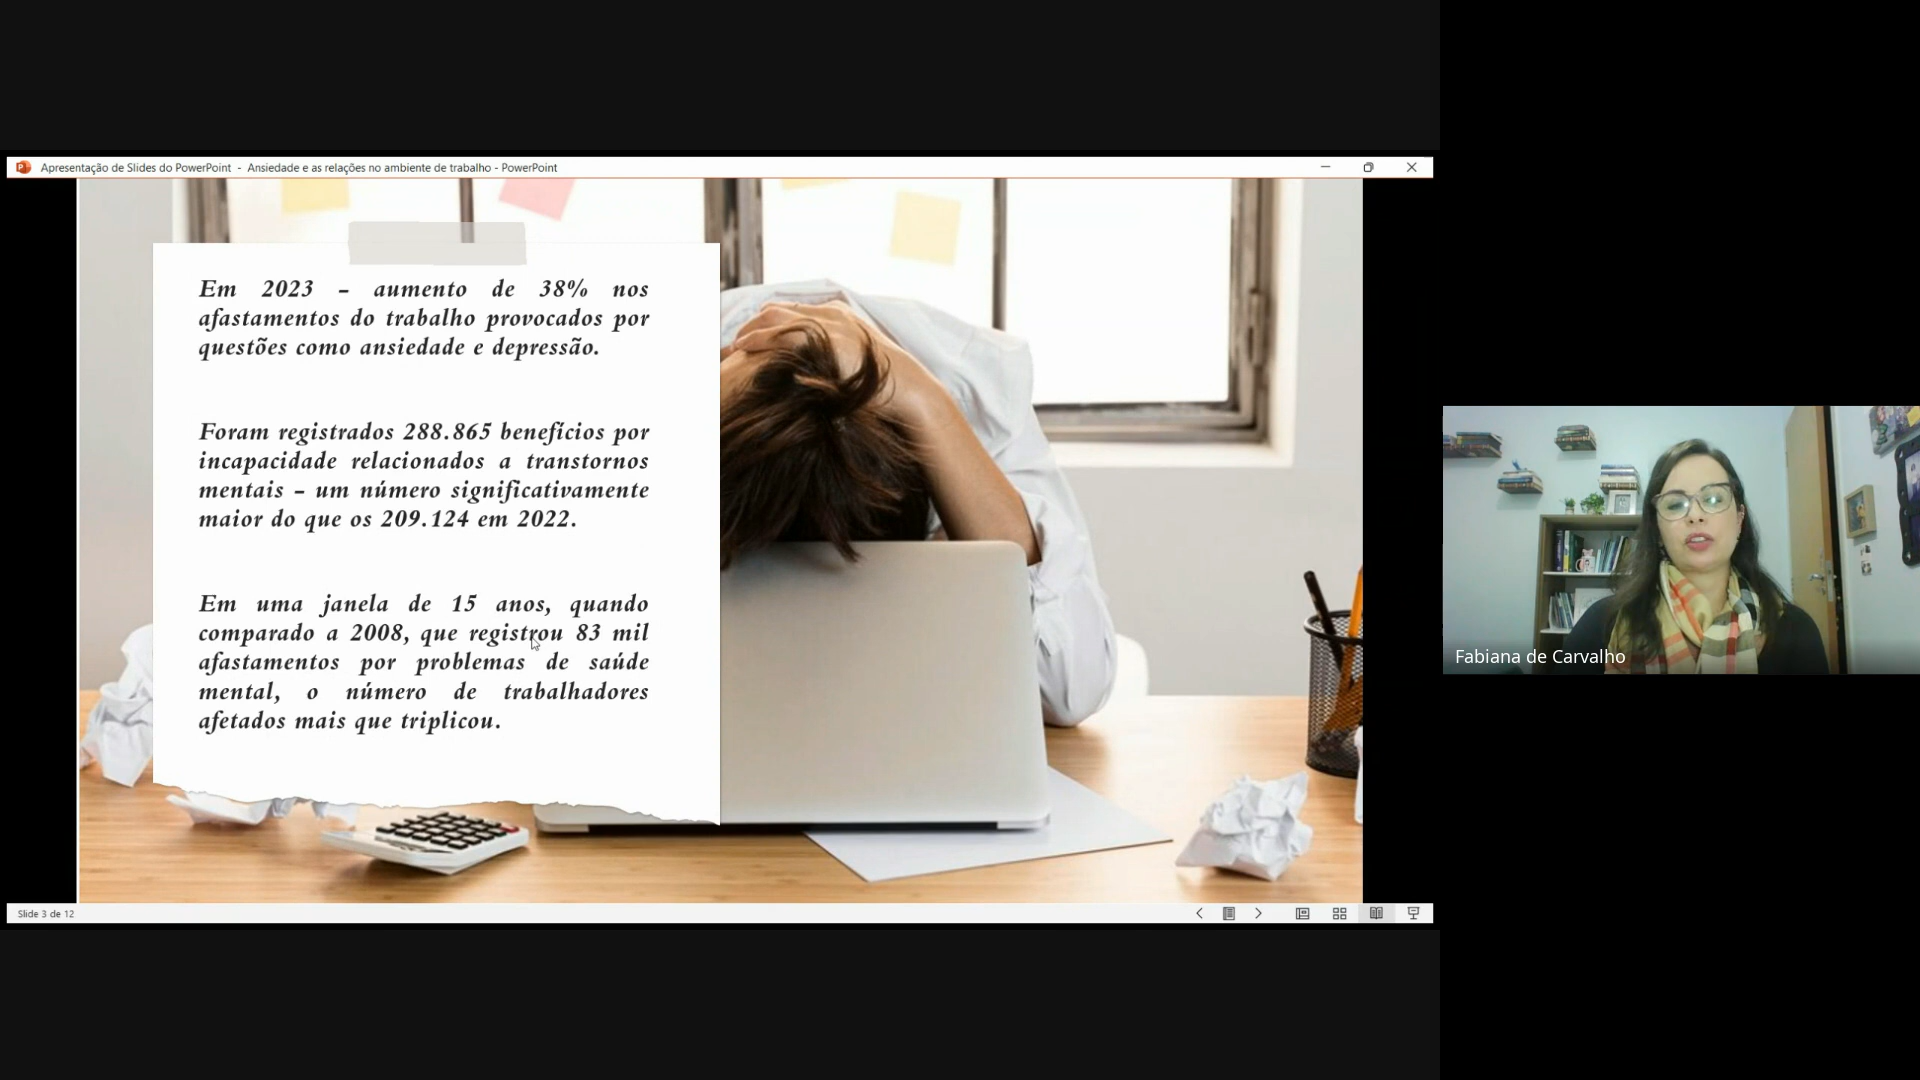 Apresentação de Slides do PowerPoint - Ansiedade e as relações no ambiente de trabalho - PowerPoint
Em 2023 – aumento de 38% nos
afastamentos do trabalho provocados por
questões como ansiedade e depressão.
Foram registrados 288.865 benefícios por
incapacidade relacionados a transtornos
mentais – um número significativamente
maior do que os 209.124 em 2022.
Em uma janela de 15 anos, quando
comparado a 2008, que registrou 83 mil
afastamentos por problemas de saúde
mental, o número de trabalhadores
afetados mais que triplicou.
Fabiana de Carvalho
Slide 3 de 12